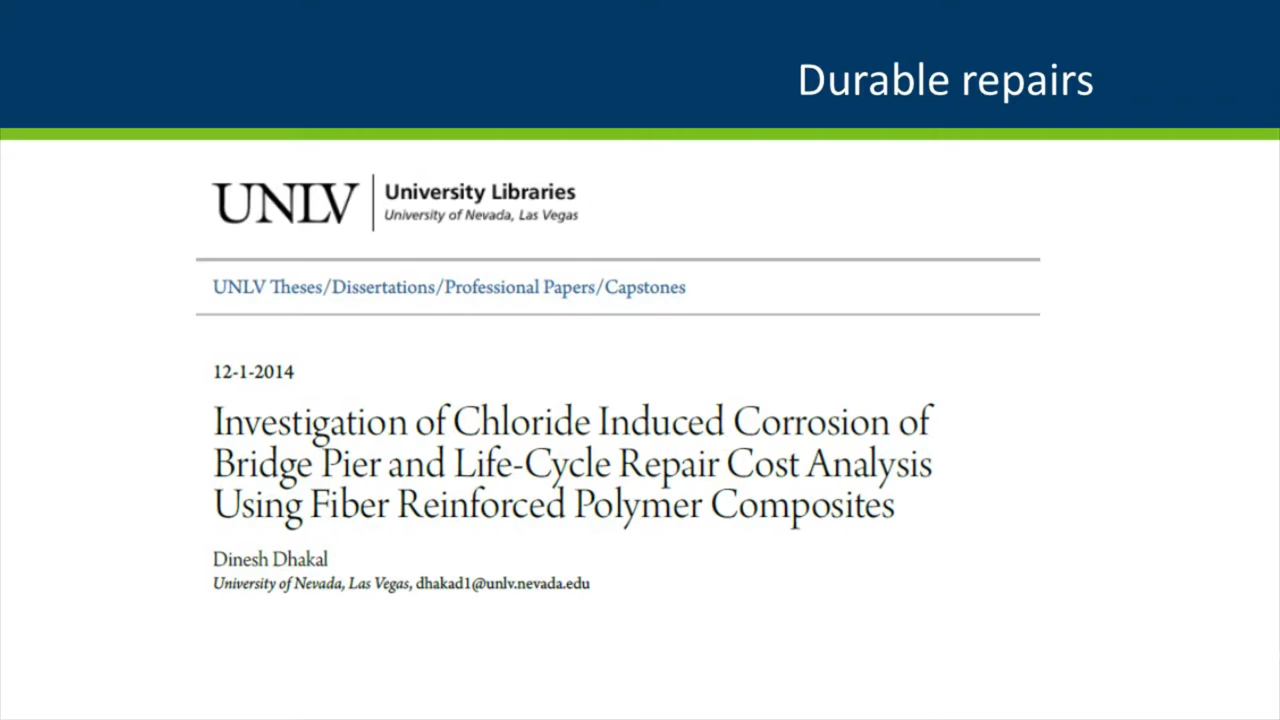 Durable repairs
UNLV
University Libraries
University of Nevada, Las Vegas
UNLV Theses/Dissertations/Professional Papers/Capstones
12-1-2014
Investigation of Chloride Induced Corrosion of
Bridge Pier and Life-Cycle Repair Cost Analysis
Using Fiber Reinforced Polymer Composites
Dinesh Dhakal
University of Nevada, Las Vegas, dhakad1@unlv.nevada.edu